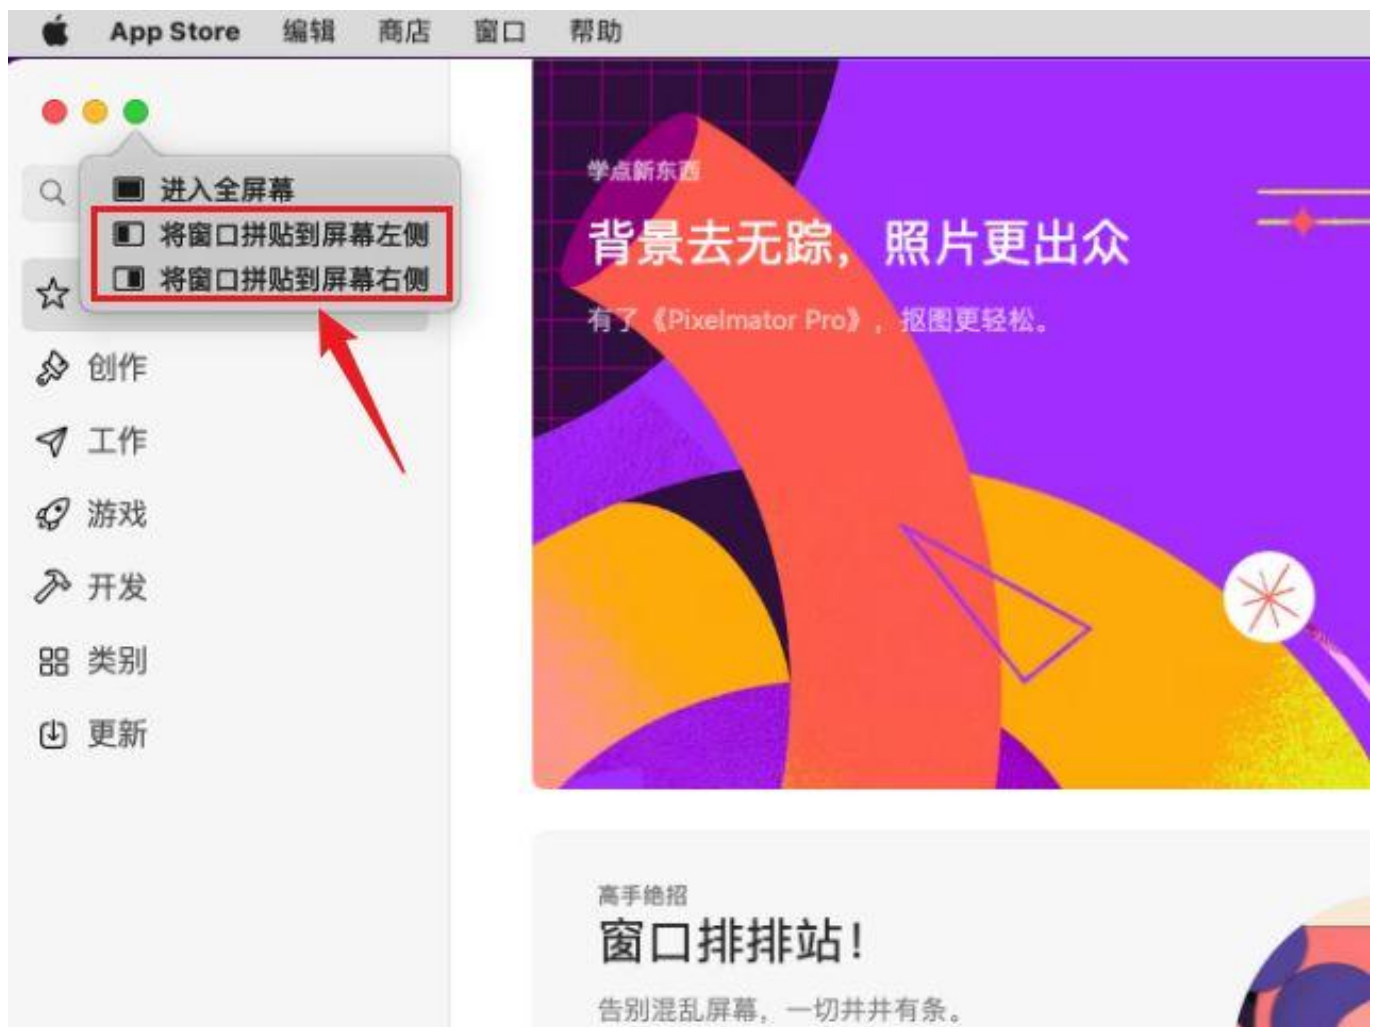 App Store 编辑 商店 窗口 帮助
进入全屏幕
将窗口拼贴到屏幕左侧
将窗口拼贴到屏幕右侧
创作
工作
游戏
开发
类别
更新
学点新东西
背景去无踪，照片更出众
有了《Pixelmator Pro》，抠图更轻松。
高手绝招
窗口排排站！
告别混乱屏幕，一切井井有条。